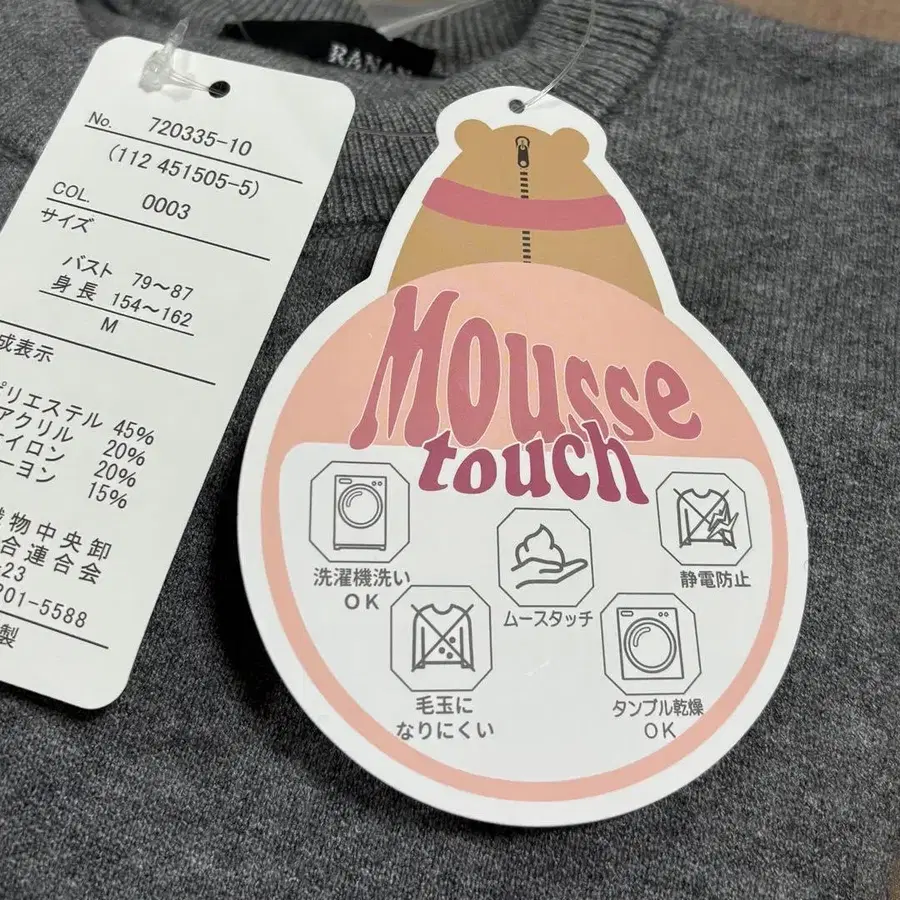 RANAN
No. 720335-10
(112 451505-5)
COL. 0003
サイズ
バスト 79～87
身長 154～162
M
成表示
ポリエステル 45%
アクリル 20%
ナイロン 20%
レーヨン 15%
物中央卸
合連合会
-23
201-5588
製
Mousse
touch
洗濯機洗い
OK
ムースタッチ
静電防止
毛玉に
なりにくい
タンブル乾燥
OK